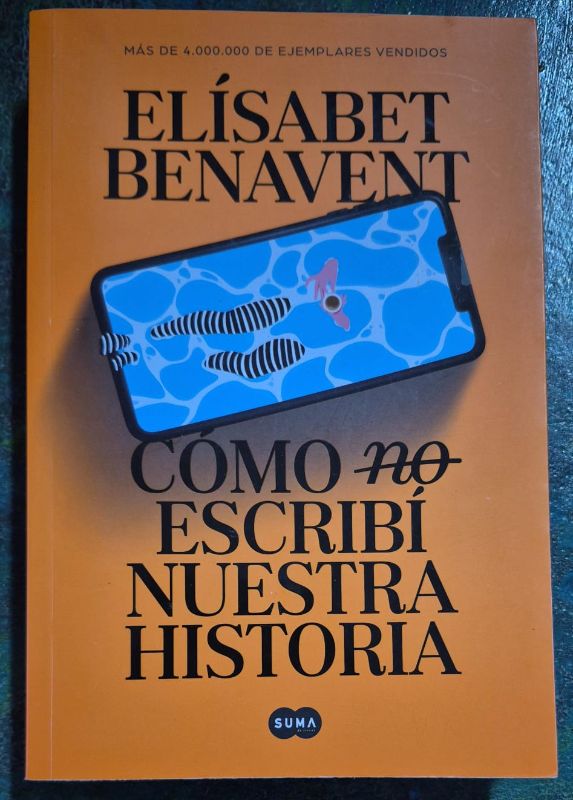 MÁS DE 4.000.000 DE EJEMPLARES VENDIDOS
ELÍSABET
BENAVENT
CÓMO no
ESCRIBÍ
NUESTRA
HISTORIA
SUMA